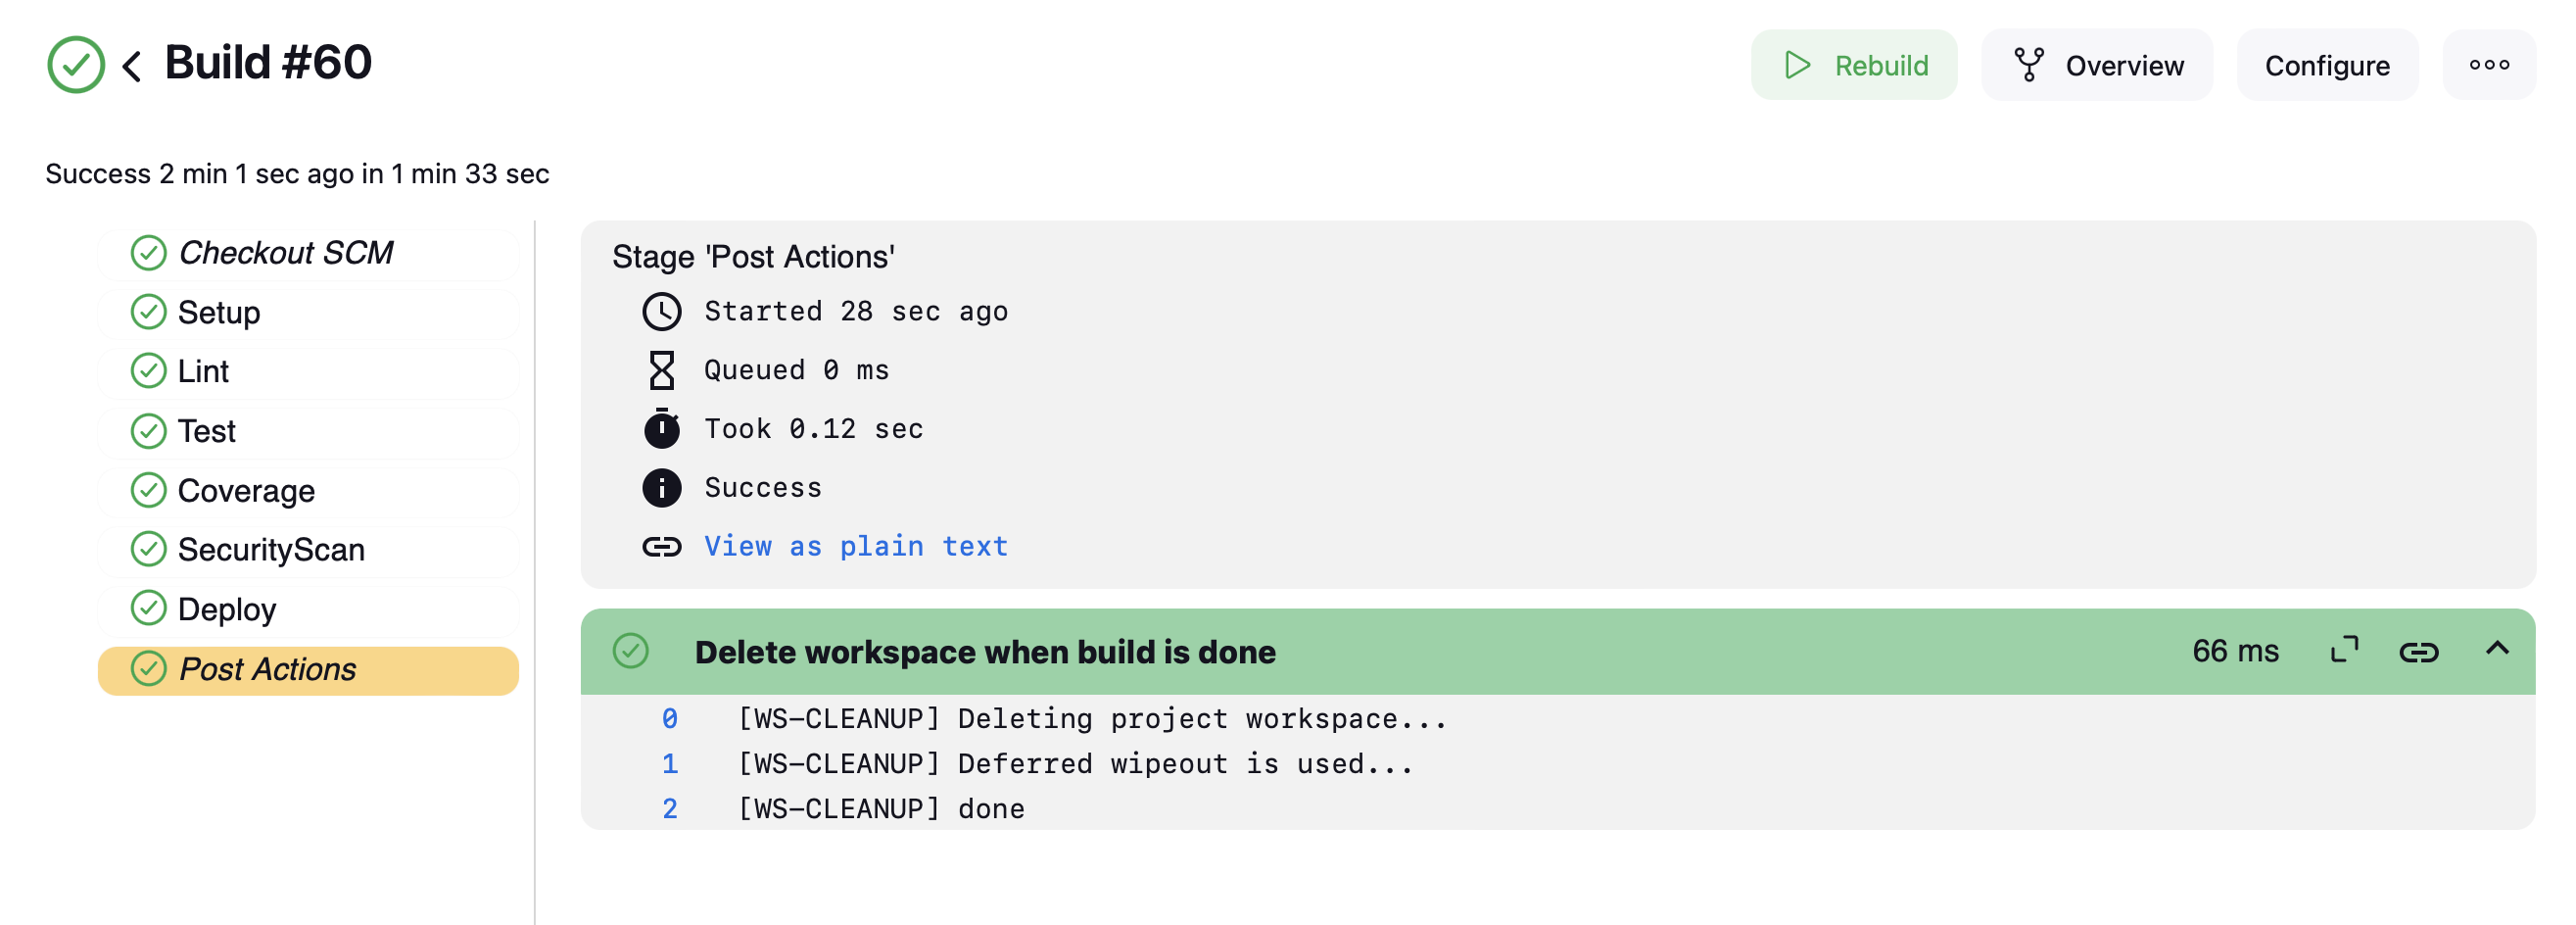 Build #60
Rebuild
Overview
Configure
Success 2 min 1 sec ago in 1 min 33 sec
Checkout SCM
Setup
Lint
Test
Coverage
SecurityScan
Deploy
Post Actions
Stage 'Post Actions'
Started 28 sec ago
Queued 0 ms
Took 0.12 sec
Success
View as plain text
Delete workspace when build is done
66 ms
0 [WS-CLEANUP] Deleting project workspace...
1 [WS-CLEANUP] Deferred wipeout is used...
2 [WS-CLEANUP] done